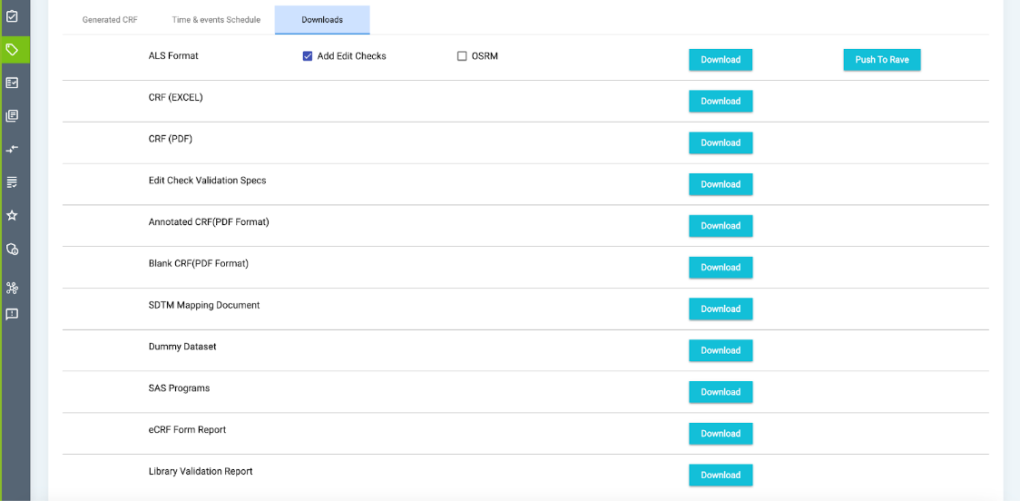 Generated CRF Time & events Schedule Downloads
ALS Format Add Edit Checks OSRM Download Push To Rave
CRF (EXCEL) Download
CRF (PDF) Download
Edit Check Validation Specs Download
Annotated CRF(PDF Format) Download
Blank CRF(PDF Format) Download
SDTM Mapping Document Download
Dummy Dataset Download
SAS Programs Download
eCRF Form Report Download
Library Validation Report Download